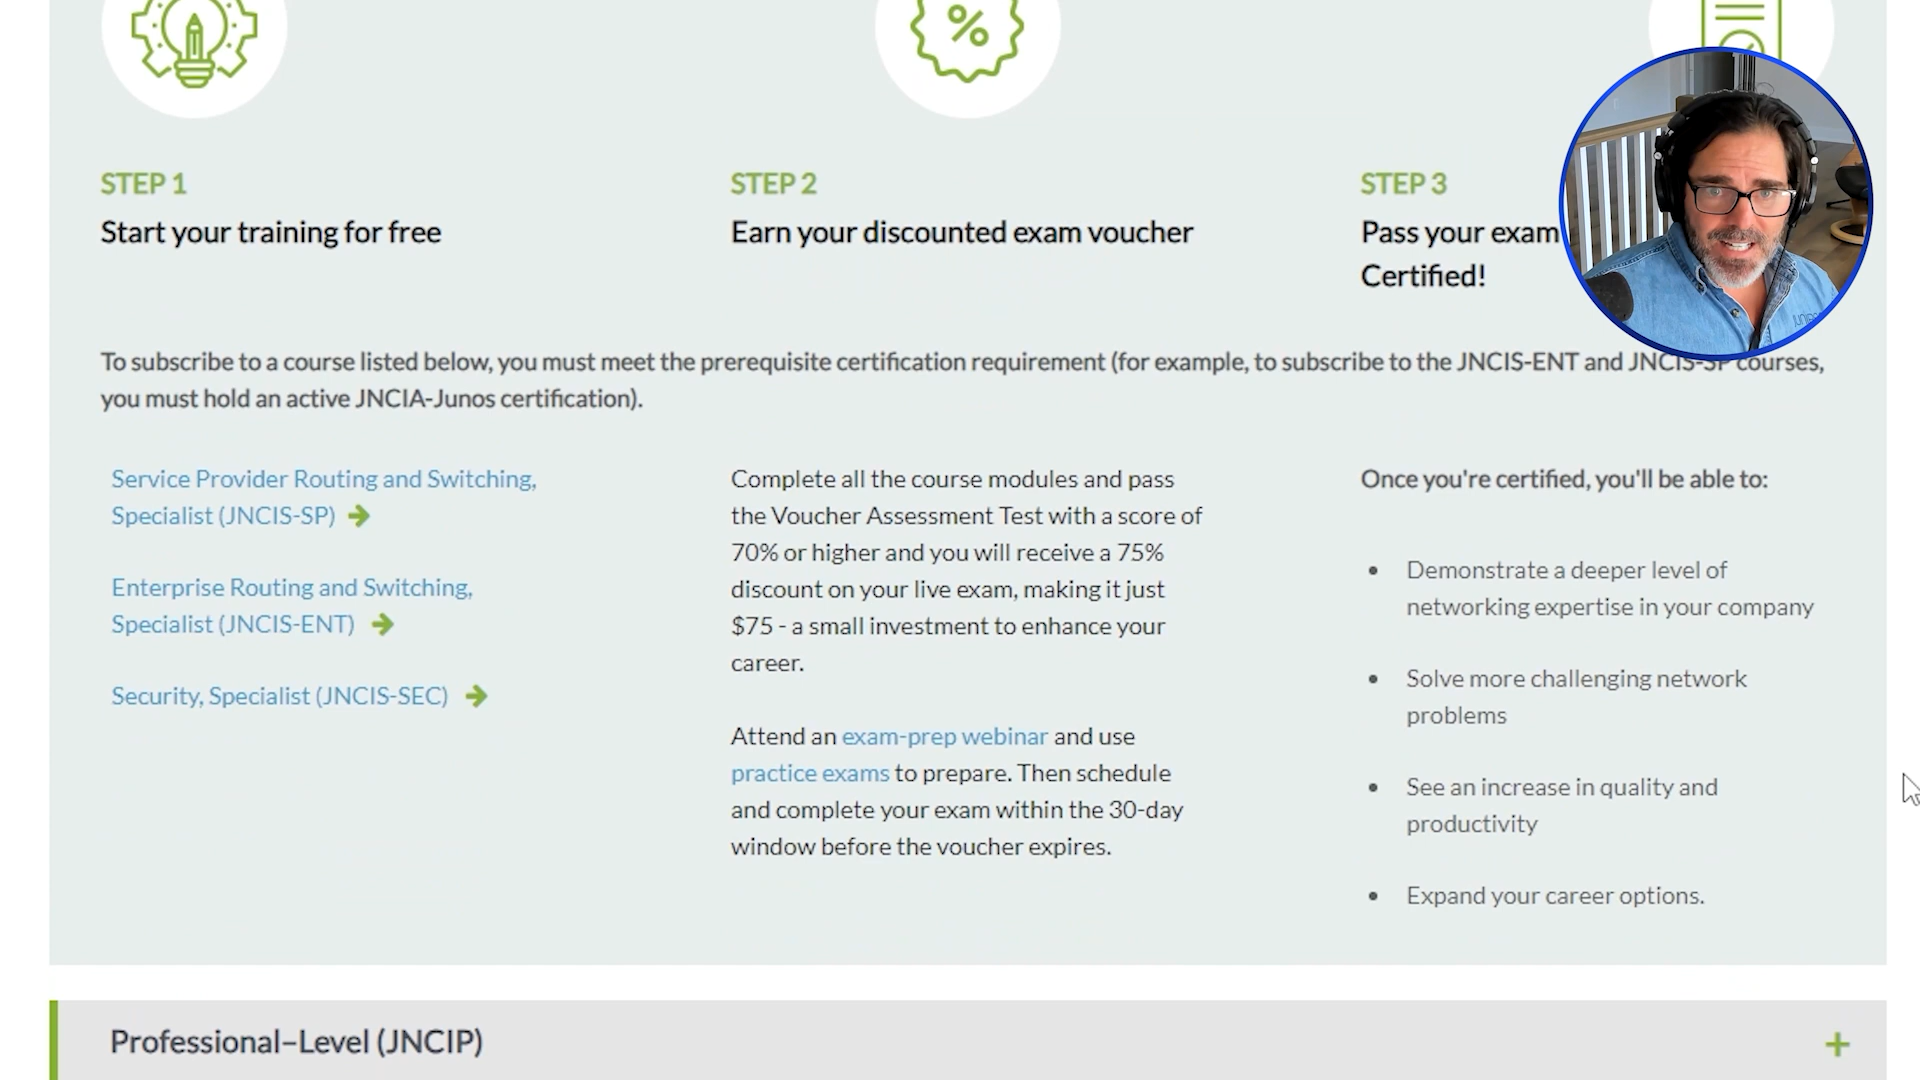 %
STEP 1
Start your training for free
STEP 2
Earn your discounted exam voucher
STEP 3
Pass your exam
Certified!
To subscribe to a course listed below, you must meet the prerequisite certification requirement (for example, to subscribe to the JNCIS-ENT and JNCIS-SP courses,
you must hold an active JNCIA-Junos certification).
Service Provider Routing and Switching,
Specialist (JNCIS-SP)
Enterprise Routing and Switching,
Specialist (JNCIS-ENT)
Security, Specialist (JNCIS-SEC)
Complete all the course modules and pass
the Voucher Assessment Test with a score of
70% or higher and you will receive a 75%
discount on your live exam, making it just
$75 - a small investment to enhance your
career.
Attend an exam-prep webinar and use
practice exams to prepare. Then schedule
and complete your exam within the 30-day
window before the voucher expires.
Once you're certified, you'll be able to:
• Demonstrate a deeper level of
networking expertise in your company
• Solve more challenging network
problems
• See an increase in quality and
productivity
• Expand your career options.
Professional–Level (JNCIP)
+